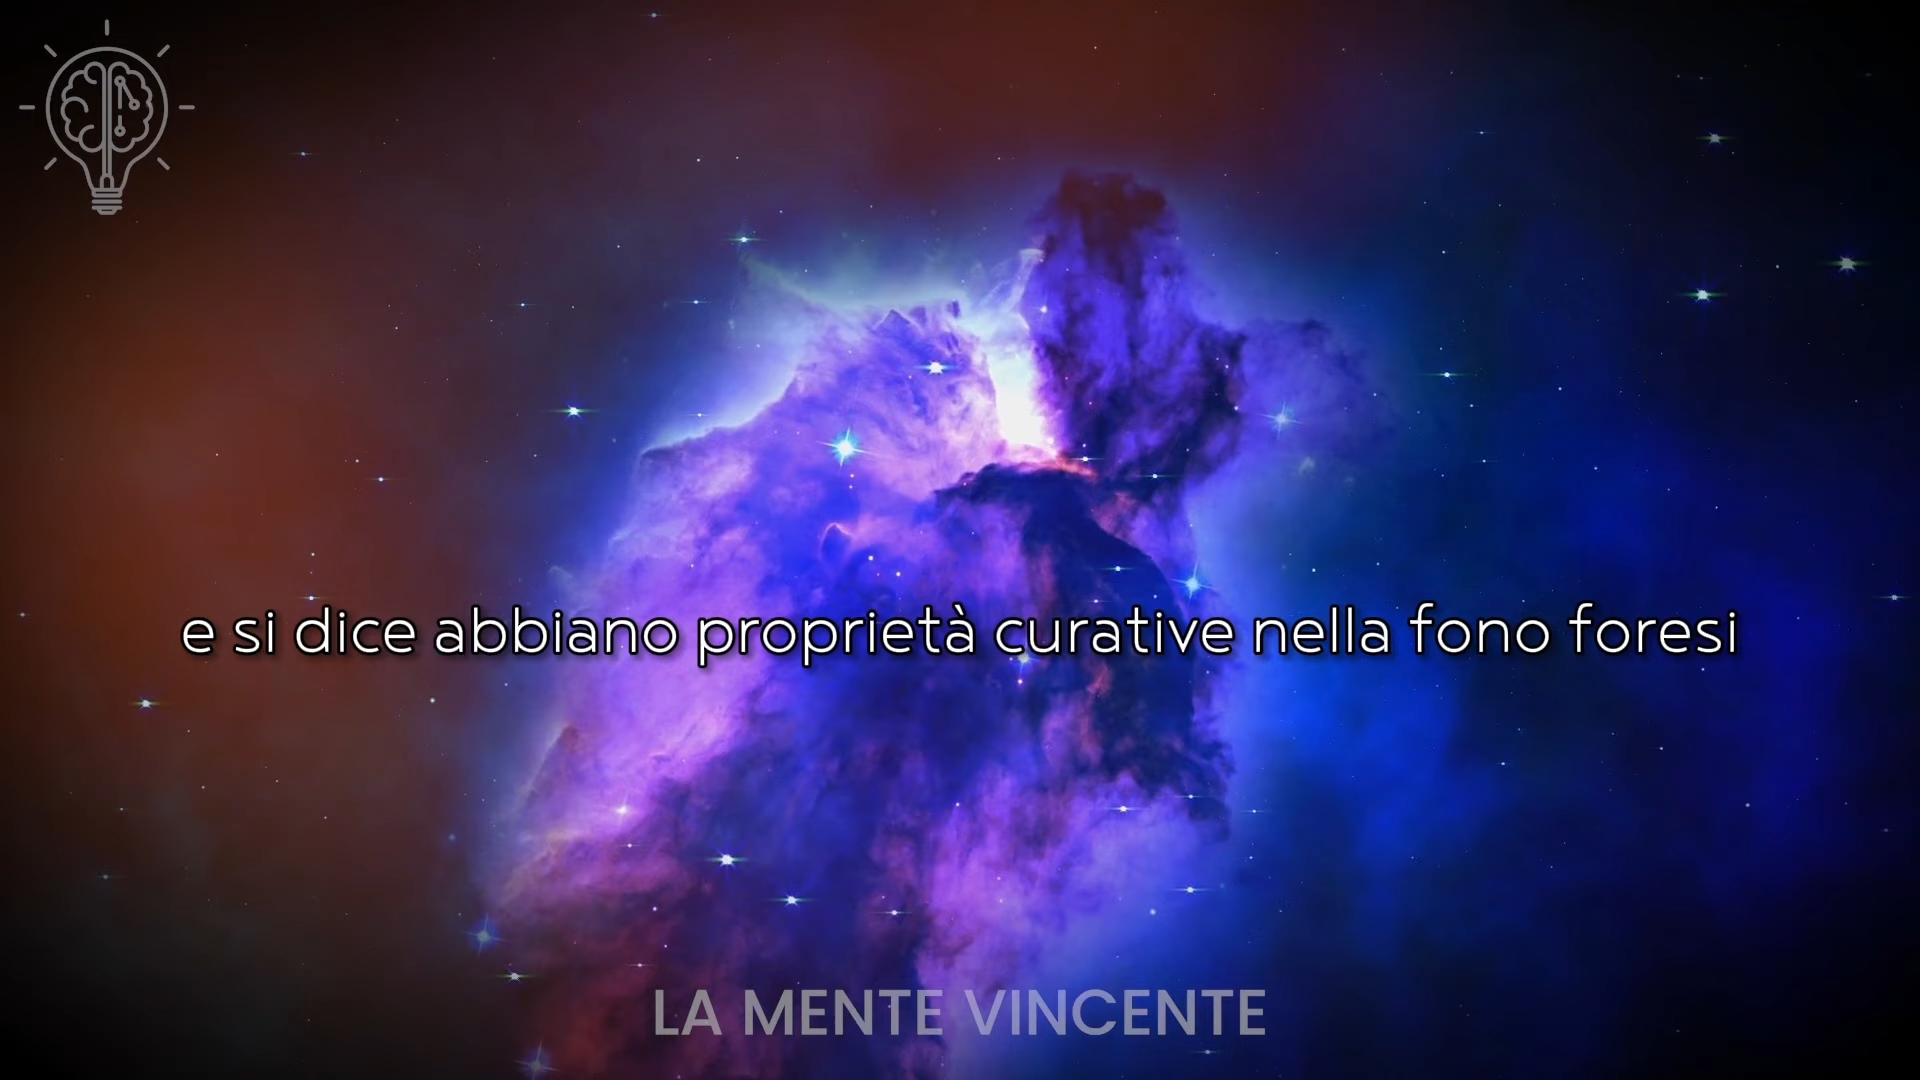 e si dice abbiano proprietà curative nella fono foresi
LA MENTE VINCENTE